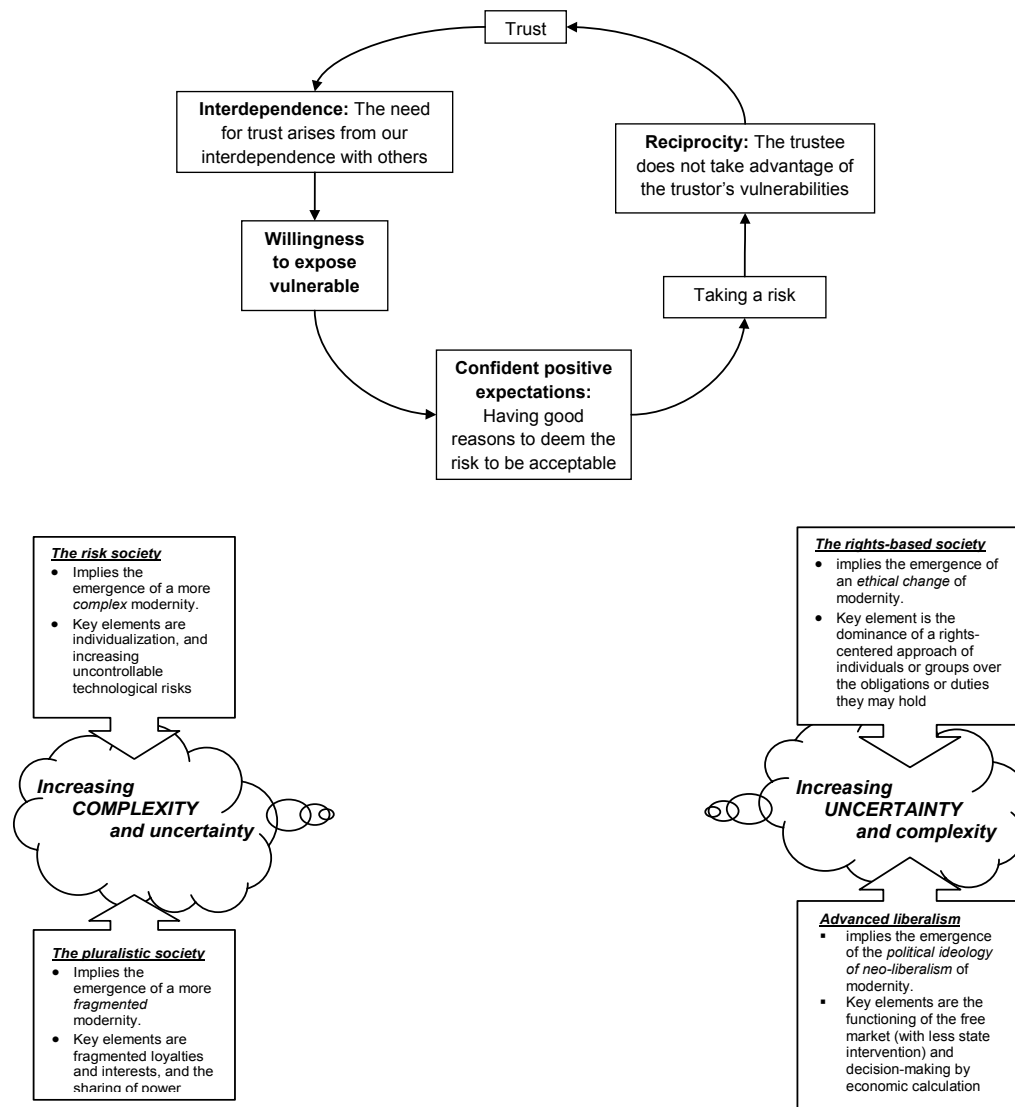 Trust
Interdependence: The need
for trust arises from our
interdependence with others
Reciprocity: The trustee
does not take advantage of
the trustor's vulnerabilities
Willingness
to expose
vulnerable
Taking a risk
Confident positive
expectations:
Having good
reasons to deem the
risk to be acceptable
The risk society
• Implies the
emergence of a more
complex modernity.
• Key elements are
individualization, and
increasing
uncontrollable
technological risks
Increasing
COMPLEXITY
and uncertainty
The pluralistic society
• Implies the
emergence of a more
fragmented
modernity.
• Key elements are
fragmented loyalties
and interests, and the
sharing of power
The rights-based society
• implies the emergence of
an ethical change of
modernity.
• Key element is the
dominance of a rights-
centered approach of
individuals or groups over
the obligations or duties
they may hold
Increasing
UNCERTAINTY
and complexity
Advanced liberalism
▪ implies the emergence
of the political ideology
of neo-liberalism of
modernity.
▪ Key elements are the
functioning of the free
market (with less state
intervention) and
decision-making by
economic calculation